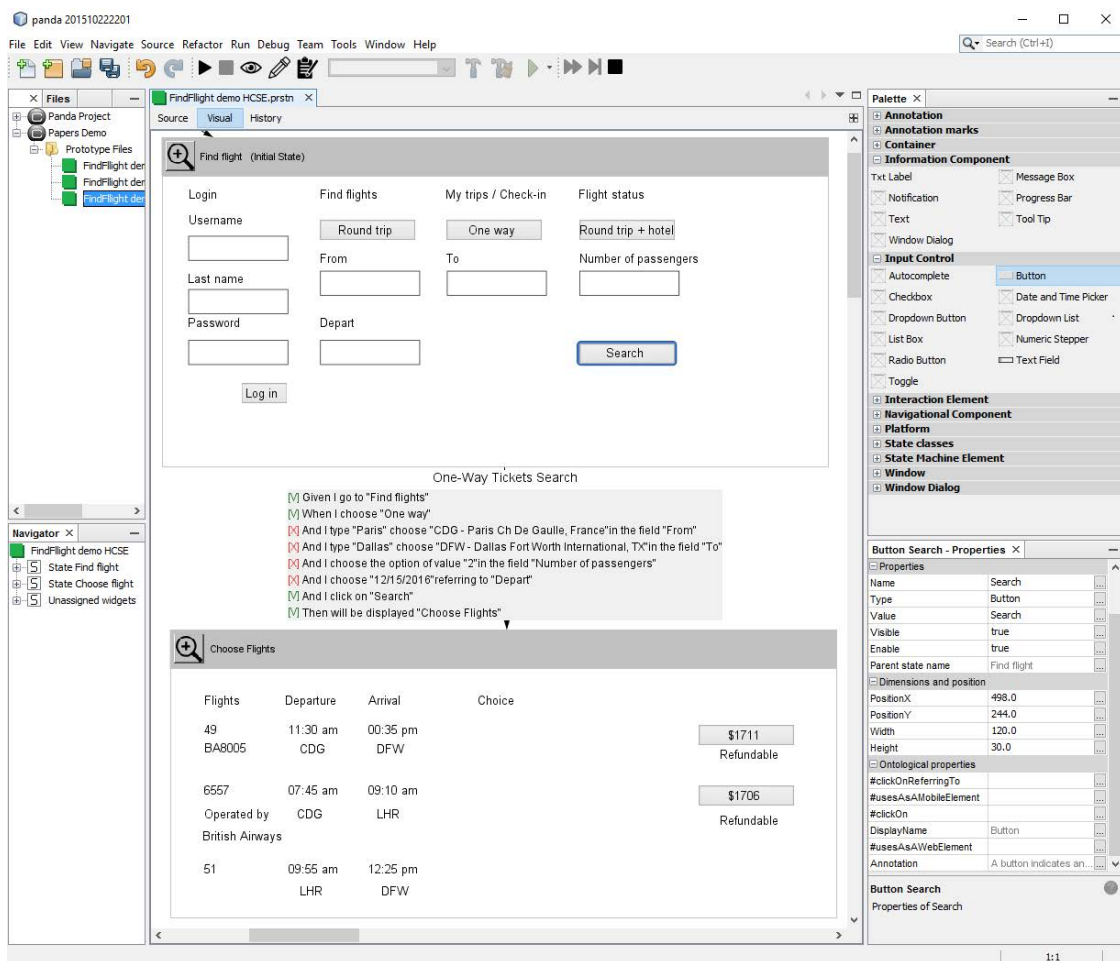 panda 201510222201
File Edit View Navigate Source Refactor Run Debug Team Tools Window Help
Search (Ctrl+I)
Files
Panda Project
Papers Demo
Prototype Files
FindFllight der
FindFllight der
FindFllight der
FindFllight demo HCSE.prstn
Source Visual History
Find flight (Initial State)
Login Find flights My trips / Check-in Flight status
Username
Round trip One way Round trip + hotel
From To Number of passengers
Last name
Password Depart
Search
Log in
One-Way Tickets Search
[V] Given I go to "Find flights"
[V] When I choose "One way"
[X] And I type "Paris" choose "CDG - Paris Ch De Gaulle, France"in the field "From"
[X] And I type "Dallas" choose "DFW - Dallas Fort Worth International, TX"in the field "To"
[X] And I choose the option of value "2"in the field "Number of passengers"
[X] And I choose "12/15/2016"referring to "Depart"
[V] And I click on "Search"
[V] Then will be displayed "Choose Flights"
Choose Flights
Flights Departure Arrival Choice
49 11:30 am 00:35 pm $1711
BA8005 CDG DFW Refundable
6557 07:45 am 09:10 am $1706
Operated by CDG LHR Refundable
British Airways
51 09:55 am 12:25 pm
LHR DFW
Navigator
FindFllight demo HCSE
State Find flight
State Choose flight
Unassigned widgets
Palette
Annotation
Annotation marks
Container
Information Component
Txt Label Message Box
Notification Progress Bar
Text Tool Tip
Window Dialog
Input Control
Autocomplete Button
Checkbox Date and Time Picker
Dropdown Button Dropdown List
List Box Numeric Stepper
Radio Button Text Field
Toggle
Interaction Element
Navigational Component
Platform
State classes
State Machine Element
Window
Window Dialog
Button Search - Properties
Properties
Name Search
Type Button
Value Search
Visible true
Enable true
Parent state name Find flight
Dimensions and position
PositionX 498.0
PositionY 244.0
Width 120.0
Height 30.0
Ontological properties
#clickOnReferringTo
#usesAsAMobileElement
#clickOn
DisplayName Button
#usesAsAWebElement
Annotation A button indicates an...
Button Search
Properties of Search
1:1